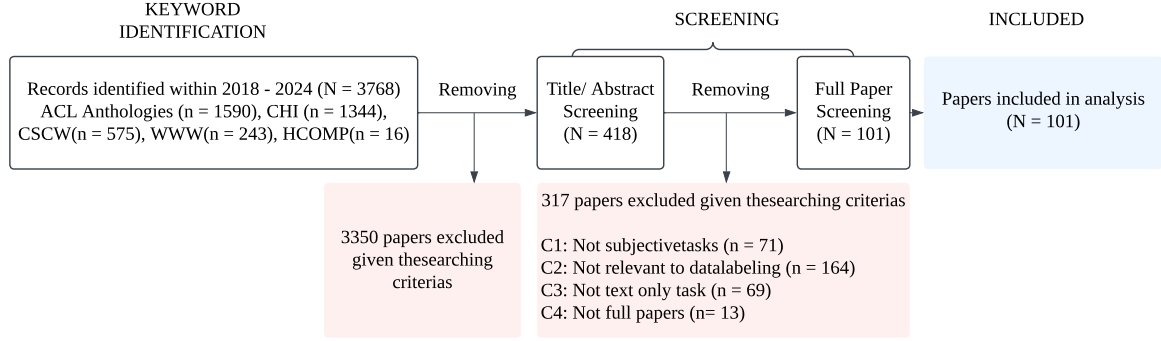 KEYWORD
IDENTIFICATION
SCREENING
INCLUDED
Records identified within 2018 - 2024 (N = 3768)
ACL Anthologies (n = 1590), CHI (n = 1344),
CSCW(n = 575), WWW(n = 243), HCOMP(n = 16)
Removing
Title/ Abstract
Screening
(N = 418)
Removing
Full Paper
Screening
(N = 101)
Papers included in analysis
(N = 101)
3350 papers excluded
given thesearching
criterias
317 papers excluded given thesearching criterias
C1: Not subjectivetasks (n = 71)
C2: Not relevant to datalabeling (n = 164)
C3: Not text only task (n = 69)
C4: Not full papers (n= 13)